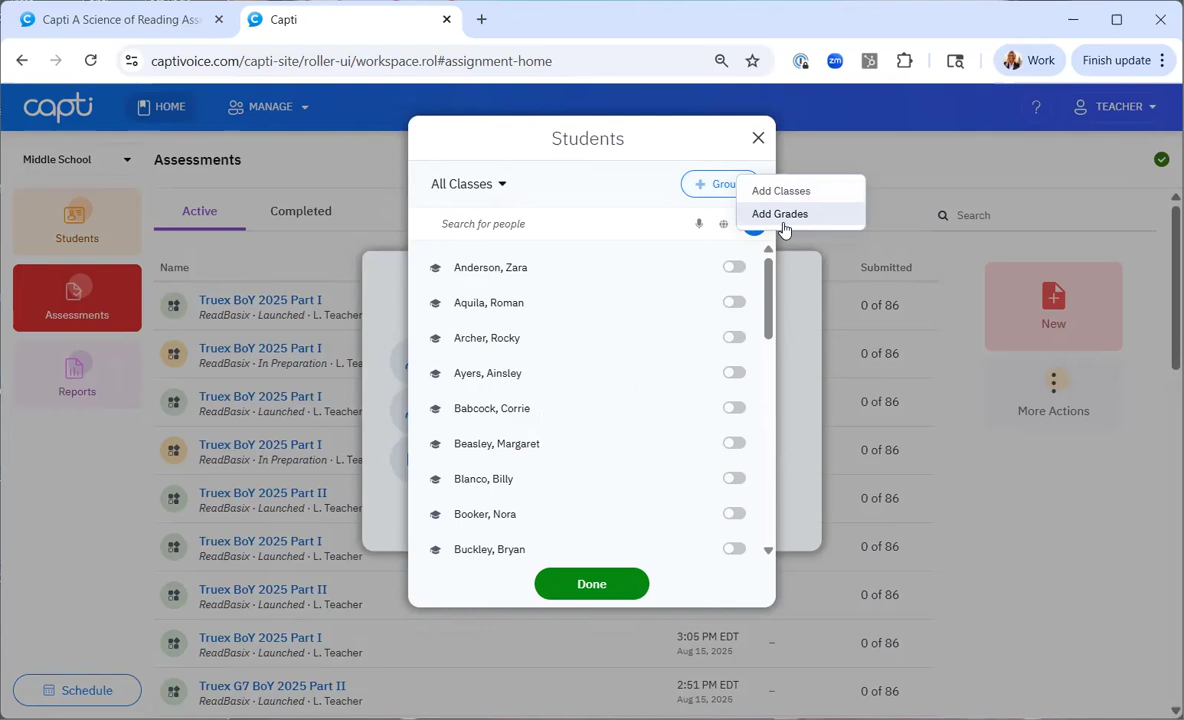 Capti A Science of Reading Ass
Capti
captivoice.com/capti-site/roller-ui/workspace.rol#assignment-home
zm
Work
Finish update
capti
HOME
MANAGE
?
TEACHER
Middle School
Assessments
Students
Active
Completed
Search
Name
Submitted
Students
Assessments
Reports
Schedule
Truex BoY 2025 Part I
ReadBasix · Launched · L. Teacher
0 of 86
Truex BoY 2025 Part I
ReadBasix · In Preparation · L. Tea
0 of 86
Truex BoY 2025 Part I
ReadBasix · Launched · L. Teacher
0 of 86
Truex BoY 2025 Part I
ReadBasix · In Preparation · L. Tea
0 of 86
Truex BoY 2025 Part II
ReadBasix · Launched · L. Teacher
0 of 86
Truex BoY 2025 Part I
ReadBasix · Launched · L. Teacher
0 of 86
Truex BoY 2025 Part II
ReadBasix · Launched · L. Teacher
0 of 86
Truex BoY 2025 Part I
ReadBasix · Launched · L. Teacher
3:05 PM EDT
Aug 15, 2025
–
0 of 86
Truex G7 BoY 2025 Part II
ReadBasix · Launched · L. Teacher
2:51 PM EDT
Aug 15, 2025
–
0 of 86
New
More Actions
All Classes
+ Grou
Add Classes
Add Grades
Search for people
Anderson, Zara
Aquila, Roman
Archer, Rocky
Ayers, Ainsley
Babcock, Corrie
Beasley, Margaret
Blanco, Billy
Booker, Nora
Buckley, Bryan
Done